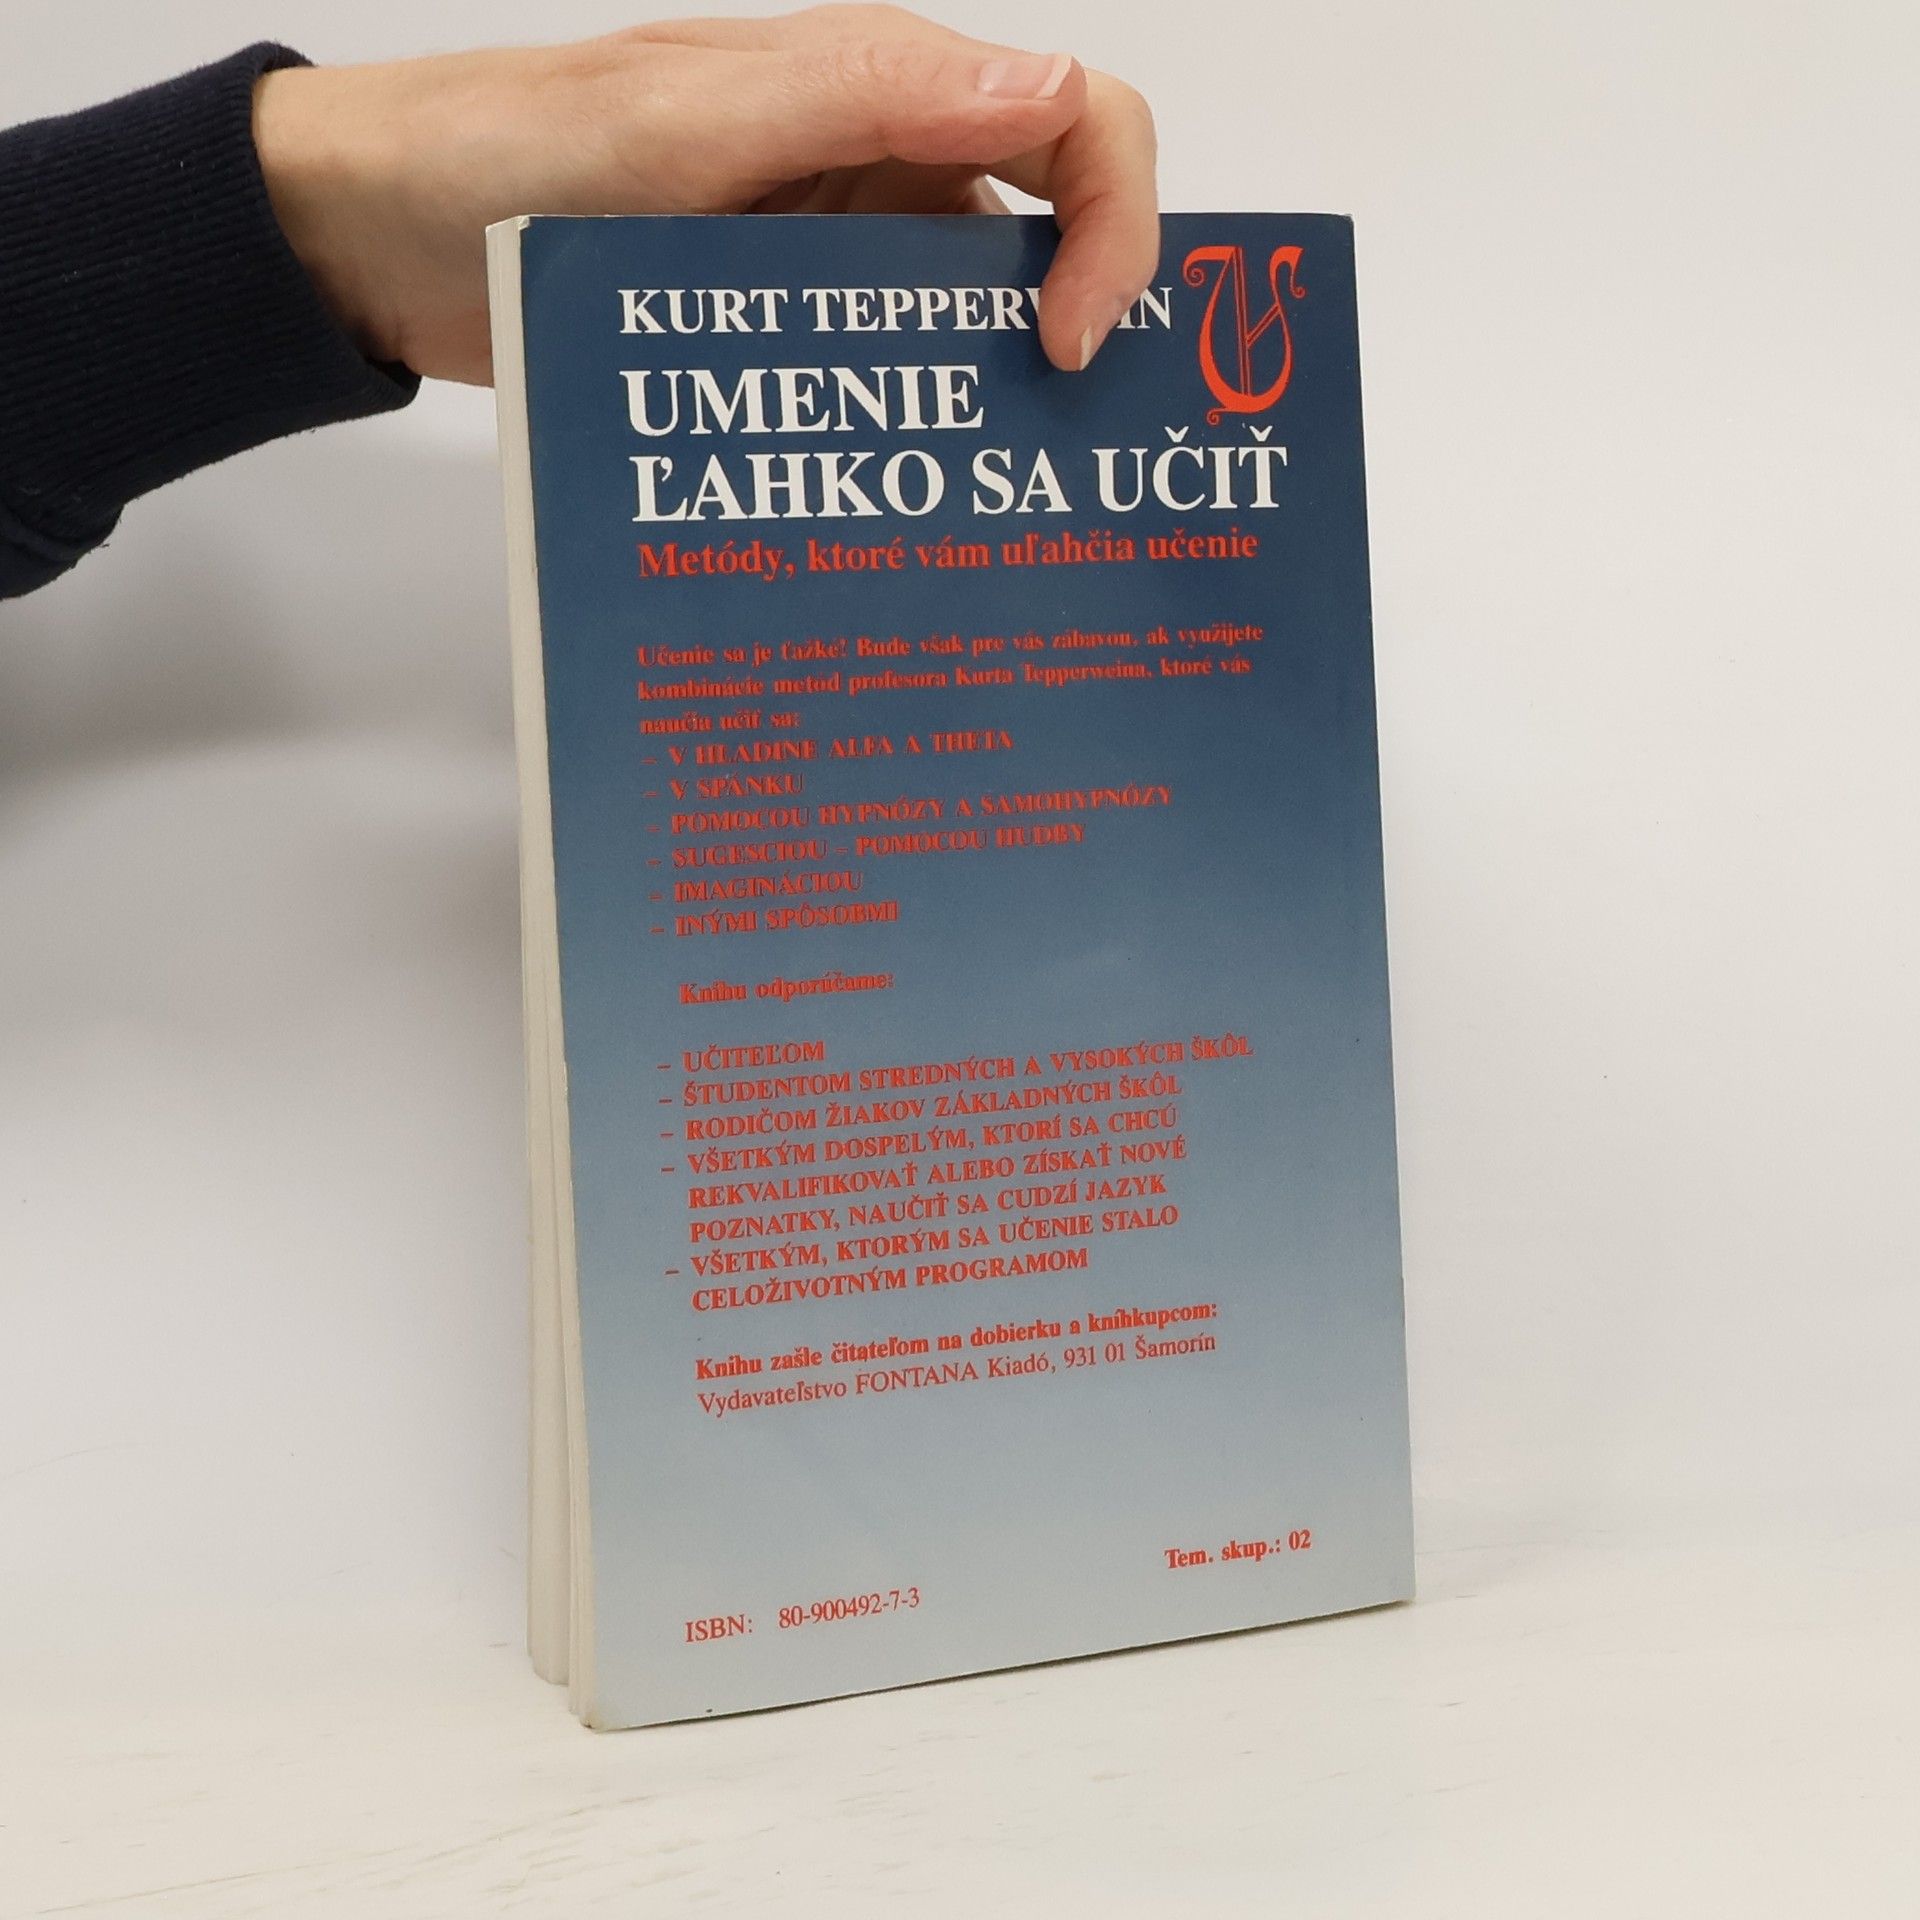 KURT TEPPERWEIN
UMENIE
ĽAHKO SA UČIŤ
Metódy, ktoré vám uľahčia učenie
Učenie sa je ťažké! Bude však pre vás zábavou, ak využijete
kombinácie metód profesora Kurta Tepperweina, ktoré vás
naučia učiť sa:
– V HLADINE ALFA A THETA
– V SPÁNKU
– POMOCOU HYPNÓZY A SAMOHYPNÓZY
– SUGESCIOU – POMOCOU HUDBY
– IMAGINÁCIOU
– INÝMI SPÔSOBMI
Knihu odporúčame:
– UČITEĽOM
– ŠTUDENTOM STREDNÝCH A VYSOKÝCH ŠKÔL
– RODIČOM ŽIAKOV ZÁKLADNÝCH ŠKÔL
– VŠETKÝM DOSPELÝM, KTORÍ SA CHCÚ
REKVALIFIKOVAŤ ALEBO ZÍSKAŤ NOVÉ
POZNATKY, NAUČIŤ SA CUDZÍ JAZYK
– VŠETKÝM, KTORÝM SA UČENIE STALO
CELOŽIVOTNÝM PROGRAMOM
Knihu zašle čitateľom na dobierku a kníhkupcom:
Vydavateľstvo FONTANA Kiadó, 931 01 Šamorín
Tem. skup.: 02
ISBN: 80-900492-7-3